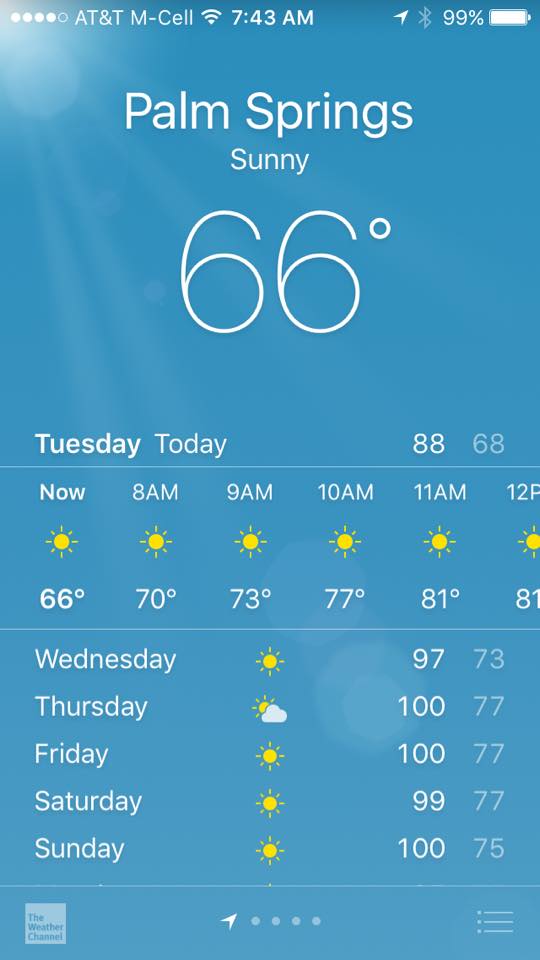 AT&T M-Cell 7:43 AM 99%
Palm Springs
Sunny
66°
Tuesday Today 88 68
Now 8AM 9AM 10AM 11AM 12P
66° 70° 73° 77° 81° 81
Wednesday 97 73
Thursday 100 77
Friday 100 77
Saturday 99 77
Sunday 100 75
The
Weather
Channel